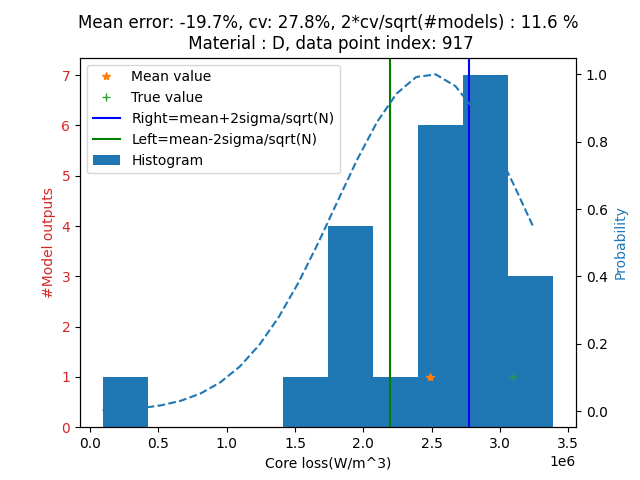 Mean error: -19.7%, cv: 27.8%, 2*cv/sqrt(#models) : 11.6 %
Material : D, data point index: 917
Mean value
True value
Right=mean+2sigma/sqrt(N)
Left=mean-2sigma/sqrt(N)
Histogram
#Model outputs
7
6
5
4
3
2
1
0
1.0
0.8
0.6
0.4
0.2
0.0
Probability
0.0 0.5 1.0 1.5 2.0 2.5 3.0 3.5
1e6
Core loss(W/m^3)